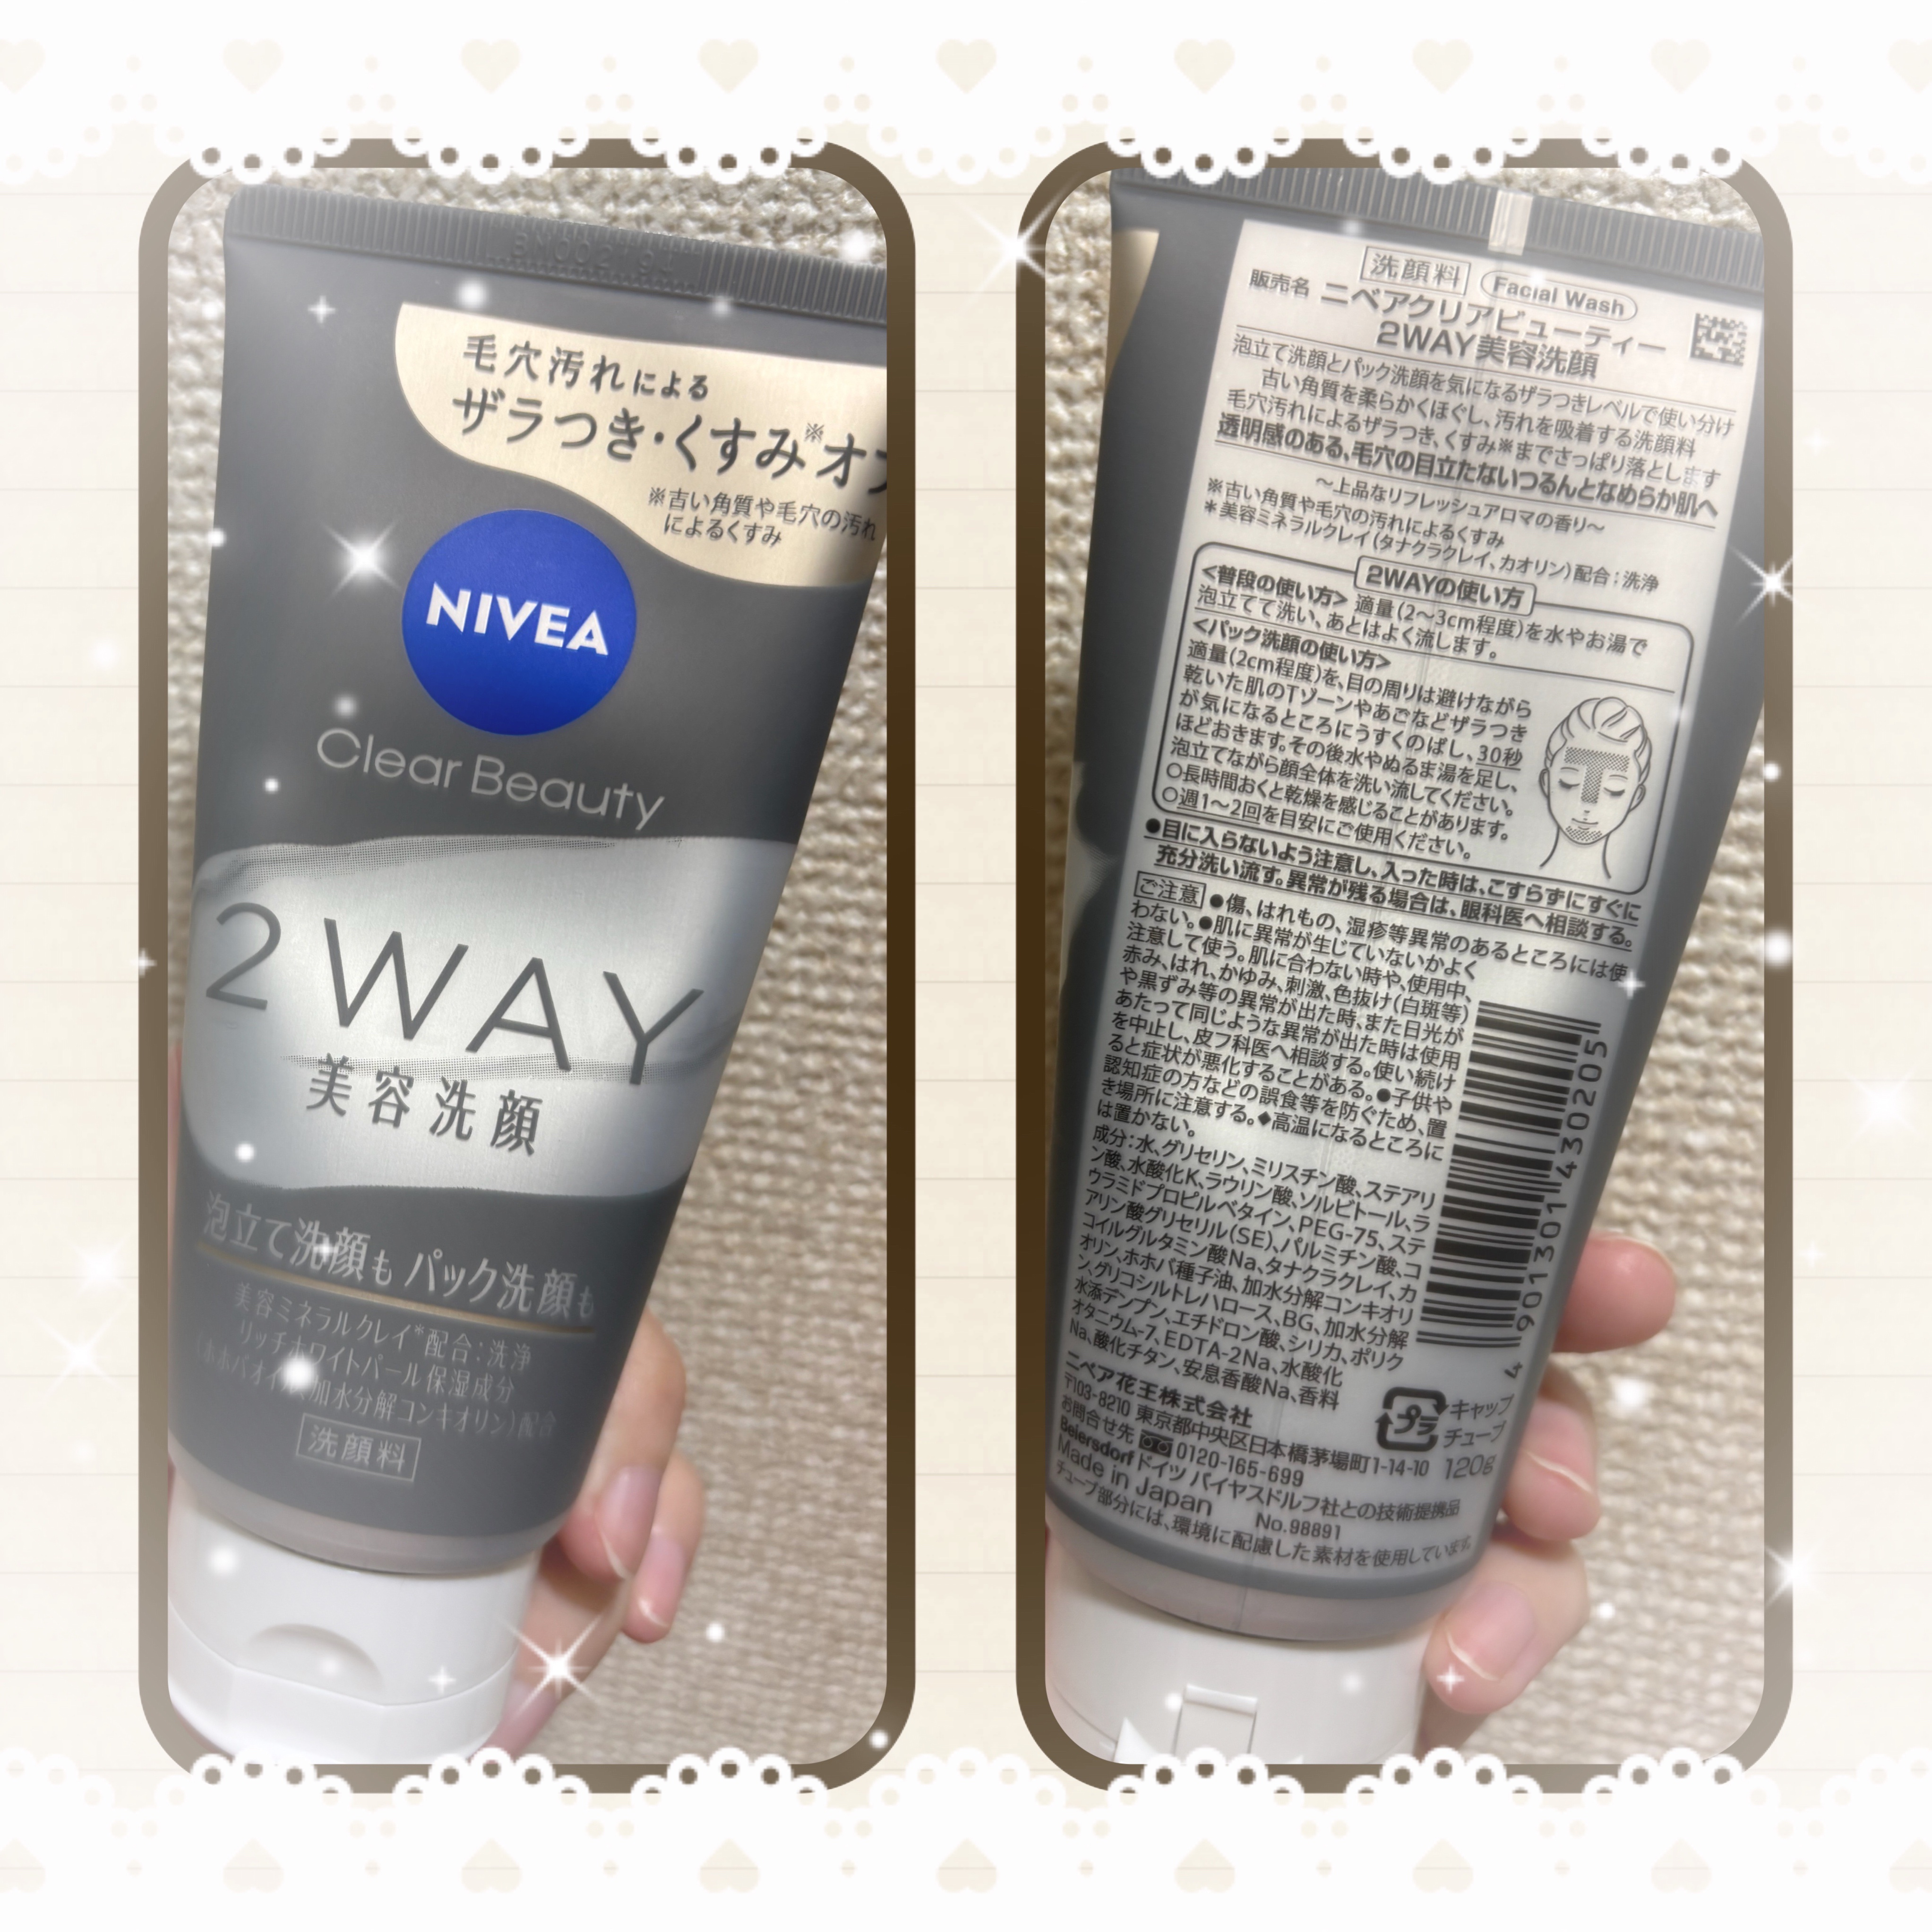 毛穴汚れによる
ザラつき・くすみ※オフ
※古い角質や毛穴の汚れ
によるくすみ
NIVEA
Clear Beauty
2WAY
美容洗顔
泡立て洗顔も パック洗顔も
美容ミネラルクレイ*配合:洗浄
リッチホワイトパール保湿成分
(ホホバオイル 加水分解コンキオリン)配合
洗顔料
洗顔料 Facial Wash
販売名 ニベアクリアビューティー
2WAY美容洗顔
泡立て洗顔とパック洗顔を気になるザラつきレベルで使い分け
古い角質を柔らかくほぐし、汚れを吸着する洗顔料
毛穴汚れによるザラつき、くすみ※までさっぱり落とします
透明感のある、毛穴の目立たないつるんとなめらか肌へ
～上品なリフレッシュアロマの香り～
※古い角質や毛穴の汚れによるくすみ
*美容ミネラルクレイ(タナクラクレイ、カオリン)配合:洗浄
2WAYの使い方
<普段の使い方> 適量(2～3cm程度)を水やお湯で
泡立てて洗い、あとはよく流します。
<パック洗顔の使い方>
適量(2cm程度)を、目の周りは避けながら
乾いた肌のTゾーンやあごなどザラつき
が気になるところにうすくのばし、30秒
ほどおきます。その後水やぬるま湯を足し、
泡立てながら顔全体を洗い流してください。
○長時間おくと乾燥を感じることがあります。
○週1～2回を目安にご使用ください。
●目に入らないよう注意し、入った時は、こすらずにすぐに
充分洗い流す。異常が残る場合は、眼科医へ相談する。
ご注意 ●傷、はれもの、湿疹等異常のあるところには使
わない。●肌に異常が生じていないかよく
注意して使う。肌に合わない時や、使用中、
赤み、はれ、かゆみ、刺激、色抜け(白斑等)
や黒ずみ等の異常が出た時、また日光が
あたって同じような異常が出た時は使用
を中止し、皮フ科医へ相談する。使い続け
ると症状が悪化することがある。●子供や
認知症の方などの誤食等を防ぐため、置
き場所に注意する。◆高温になるところに
は置かない。
成分:水、グリセリン、ミリスチン酸、ステアリ
ン酸、水酸化K、ラウリン酸、ソルビトール、ラ
ウラミドプロピルベタイン、PEG-75、ステ
アリン酸グリセリル(SE)、パルミチン酸、コ
コイルグルタミン酸Na、タナクラクレイ、カ
オリン、ホホバ種子油、加水分解コンキオリ
ン、グリコシルトレハロース、BG、加水分解
水添デンプン、エチドロン酸、シリカ、ポリク
オタニウム-7、EDTA-2Na、水酸化
Na、酸化チタン、安息香酸Na、香料
4901301430205
ニベア花王株式会社
〒103-8210 東京都中央区日本橋茅場町1-14-10
お問合せ先 0120-165-699
Beiersdorf ドイツ バイヤスドルフ社との技術提携品
Made in Japan No.98891
チューブ部分には、環境に配慮した素材を使用しています。
プラ
キャップ
チューブ
120g